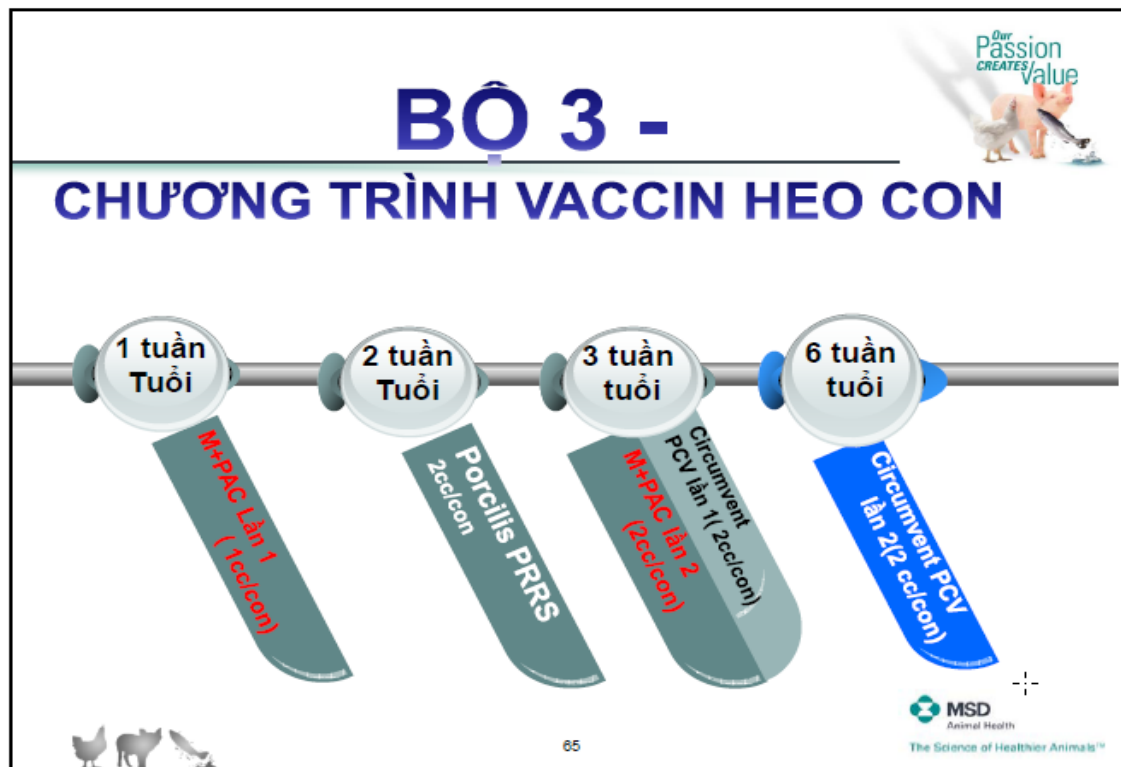 Our
Passion
CREATES
Value
BỘ 3 -
CHƯƠNG TRÌNH VACCIN HEO CON
1 tuần
Tuổi
2 tuần
Tuổi
3 tuần
tuổi
6 tuần
tuổi
M+PAC Lần 1
( 1cc/con)
Porcilis PRRS
2cc/con
M+PAC lần 2
(2cc/con)
Circumvent
PCV lần 1( 2cc/con)
Circumvent PCV
lần 2(2 cc/con)
65
MSD
Animal Health
The Science of Healthier Animals™